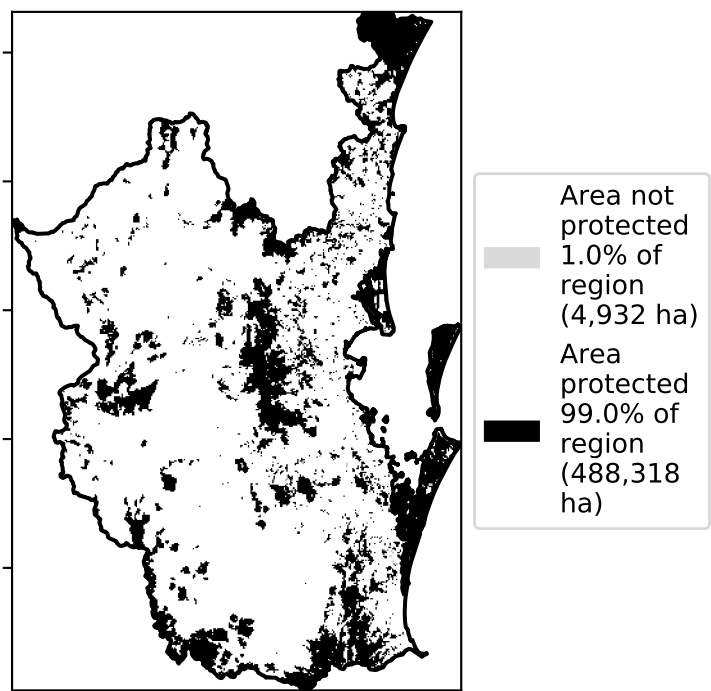 Area not
protected
1.0% of
region
(4,932 ha)
Area
protected
99.0% of
region
(488,318
ha)